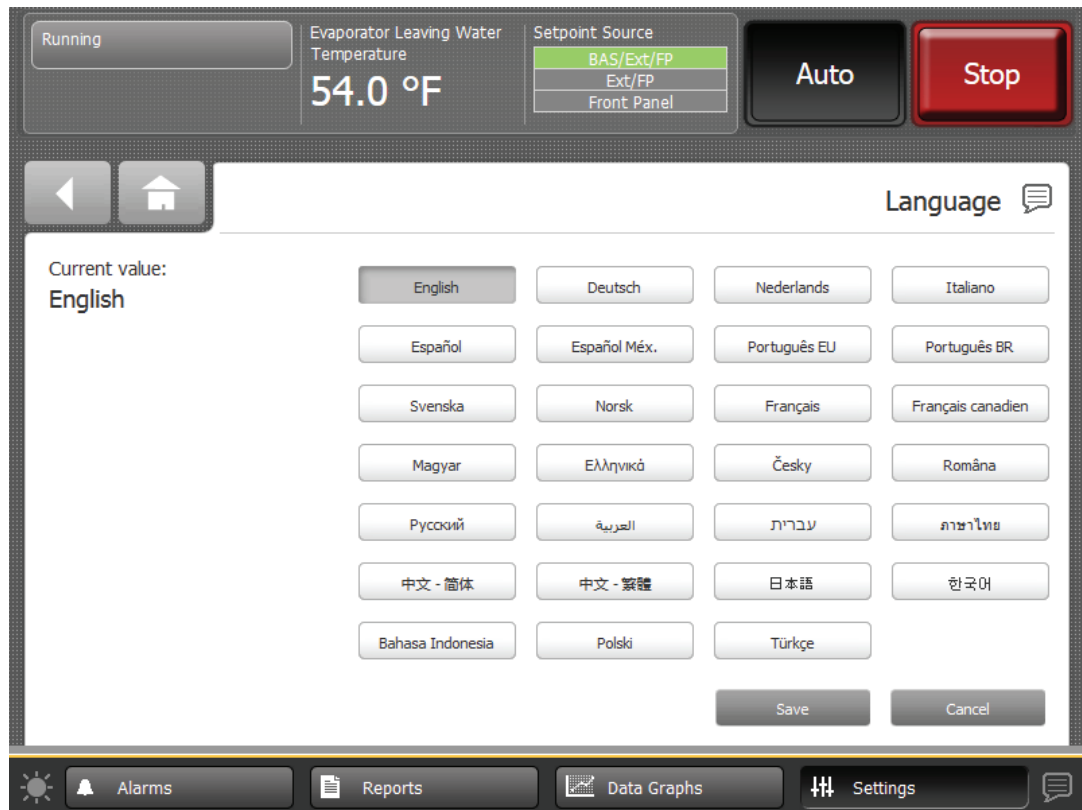 Running
Evaporator Leaving Water
Temperature
54.0 °F
Setpoint Source
BAS/Ext/FP
Ext/FP
Front Panel
Auto
Stop
Language
Current value:
English
English
Deutsch
Nederlands
Italiano
Español
Español Méx.
Português EU
Português BR
Svenska
Norsk
Français
Français canadien
Magyar
Ελληνικά
Česky
Româna
Русский
العربية
עברית
ภาษาไทย
中文 - 简体
中文 - 繁體
日本語
한국어
Bahasa Indonesia
Polski
Türkçe
Save
Cancel
Alarms
Reports
Data Graphs
Settings